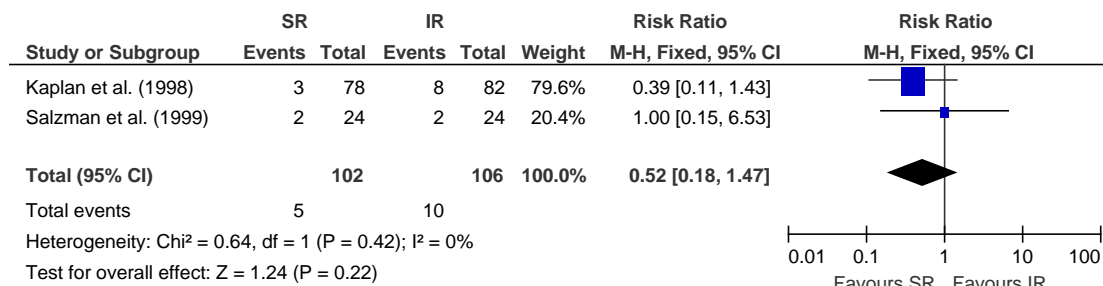 SR IR Risk Ratio Risk Ratio
Study or Subgroup Events Total Events Total Weight M-H, Fixed, 95% CI M-H, Fixed, 95% CI
Kaplan et al. (1998) 3 78 8 82 79.6% 0.39 [0.11, 1.43]
Salzman et al. (1999) 2 24 2 24 20.4% 1.00 [0.15, 6.53]
Total (95% CI) 102 106 100.0% 0.52 [0.18, 1.47]
Total events 5 10
Heterogeneity: Chi² = 0.64, df = 1 (P = 0.42); I² = 0%
Test for overall effect: Z = 1.24 (P = 0.22)
0.01 0.1 1 10 100
Favours SR Favours IR